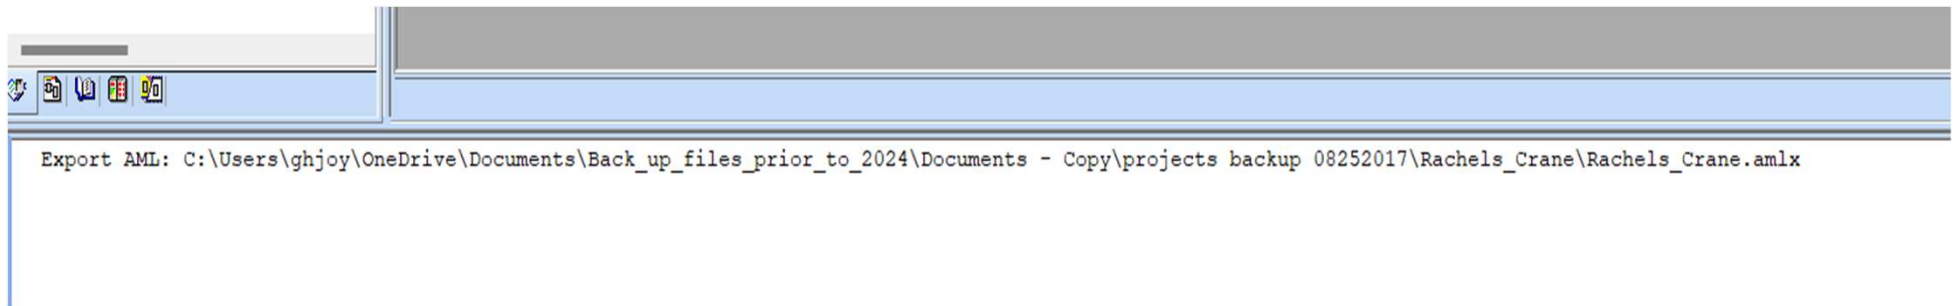 Export AML: C:\Users\ghjoy\OneDrive\Documents\Back_up_files_prior_to_2024\Documents - Copy\projects backup 08252017\Rachels_Crane\Rachels_Crane.amlx